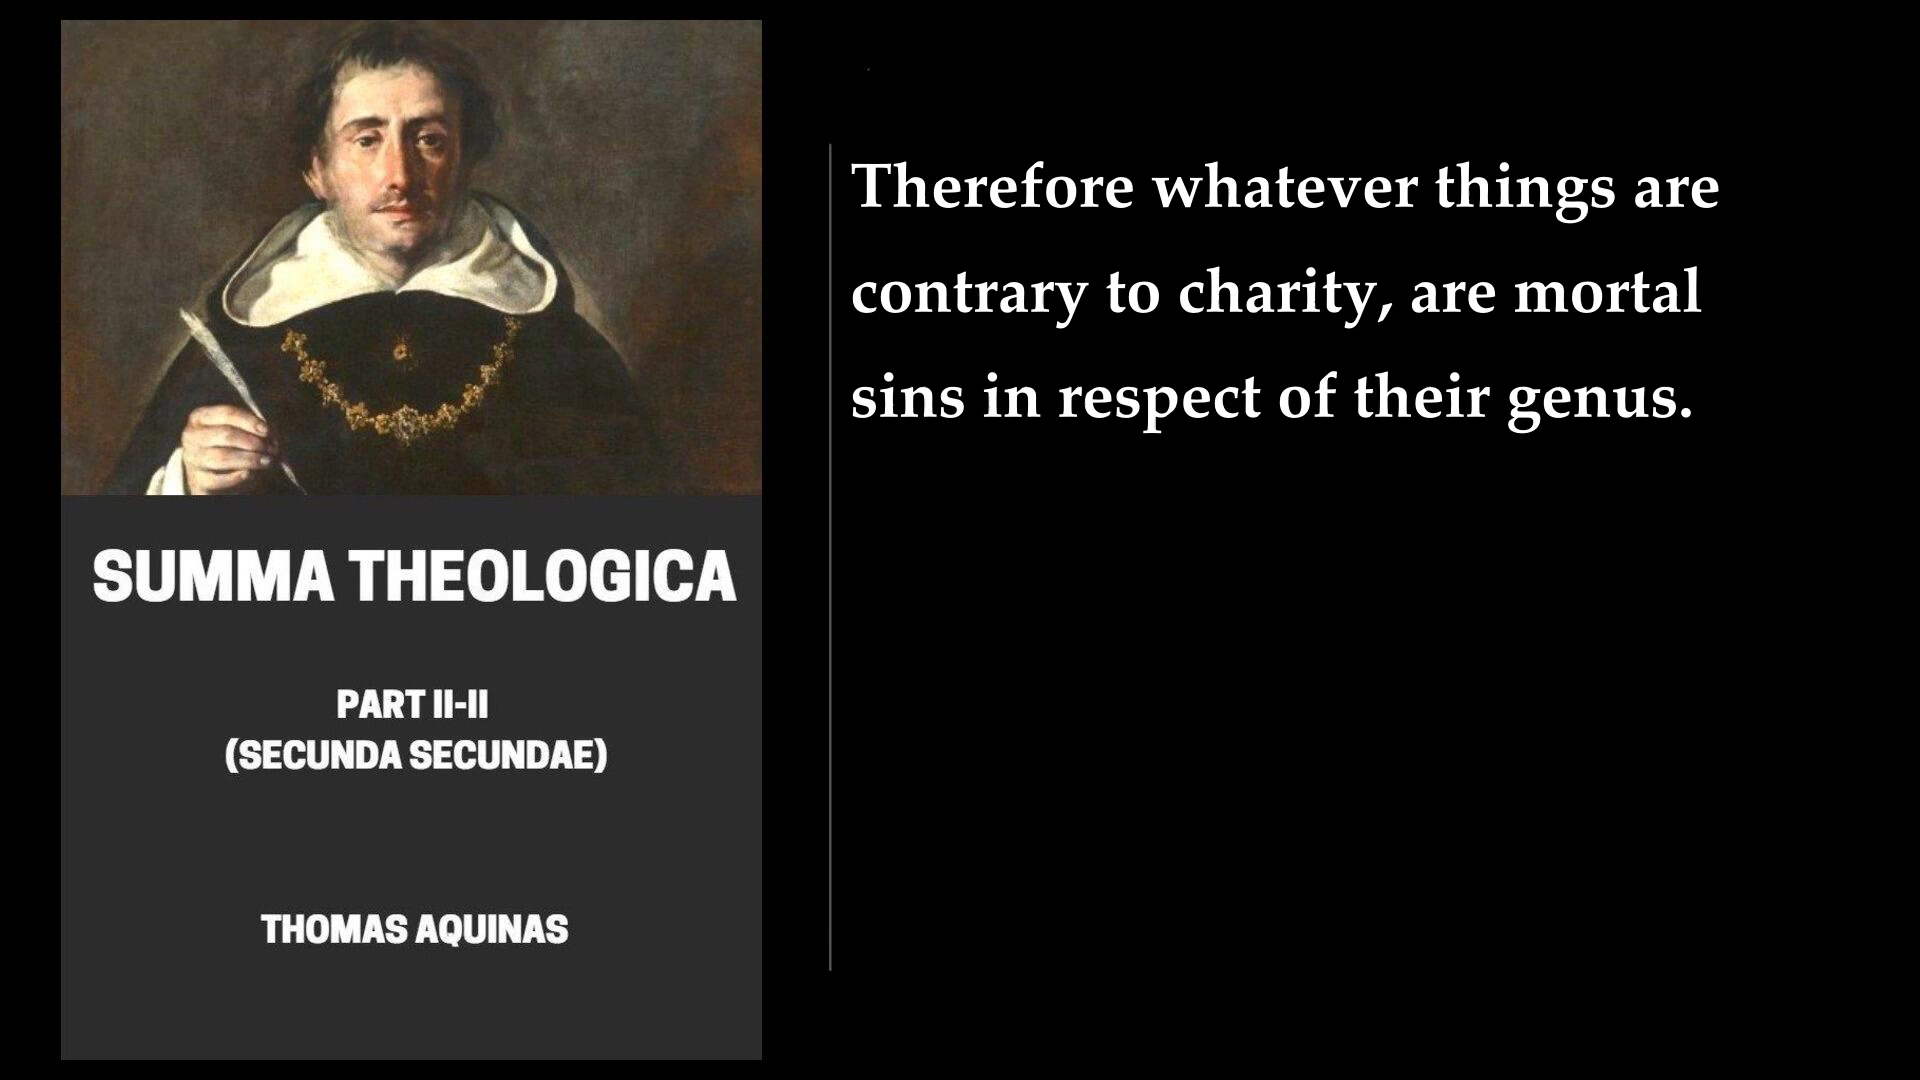 SUMMA THEOLOGICA
PART II-II
(SECUNDA SECUNDAE)
THOMAS AQUINAS
Therefore whatever things are
contrary to charity, are mortal
sins in respect of their genus.